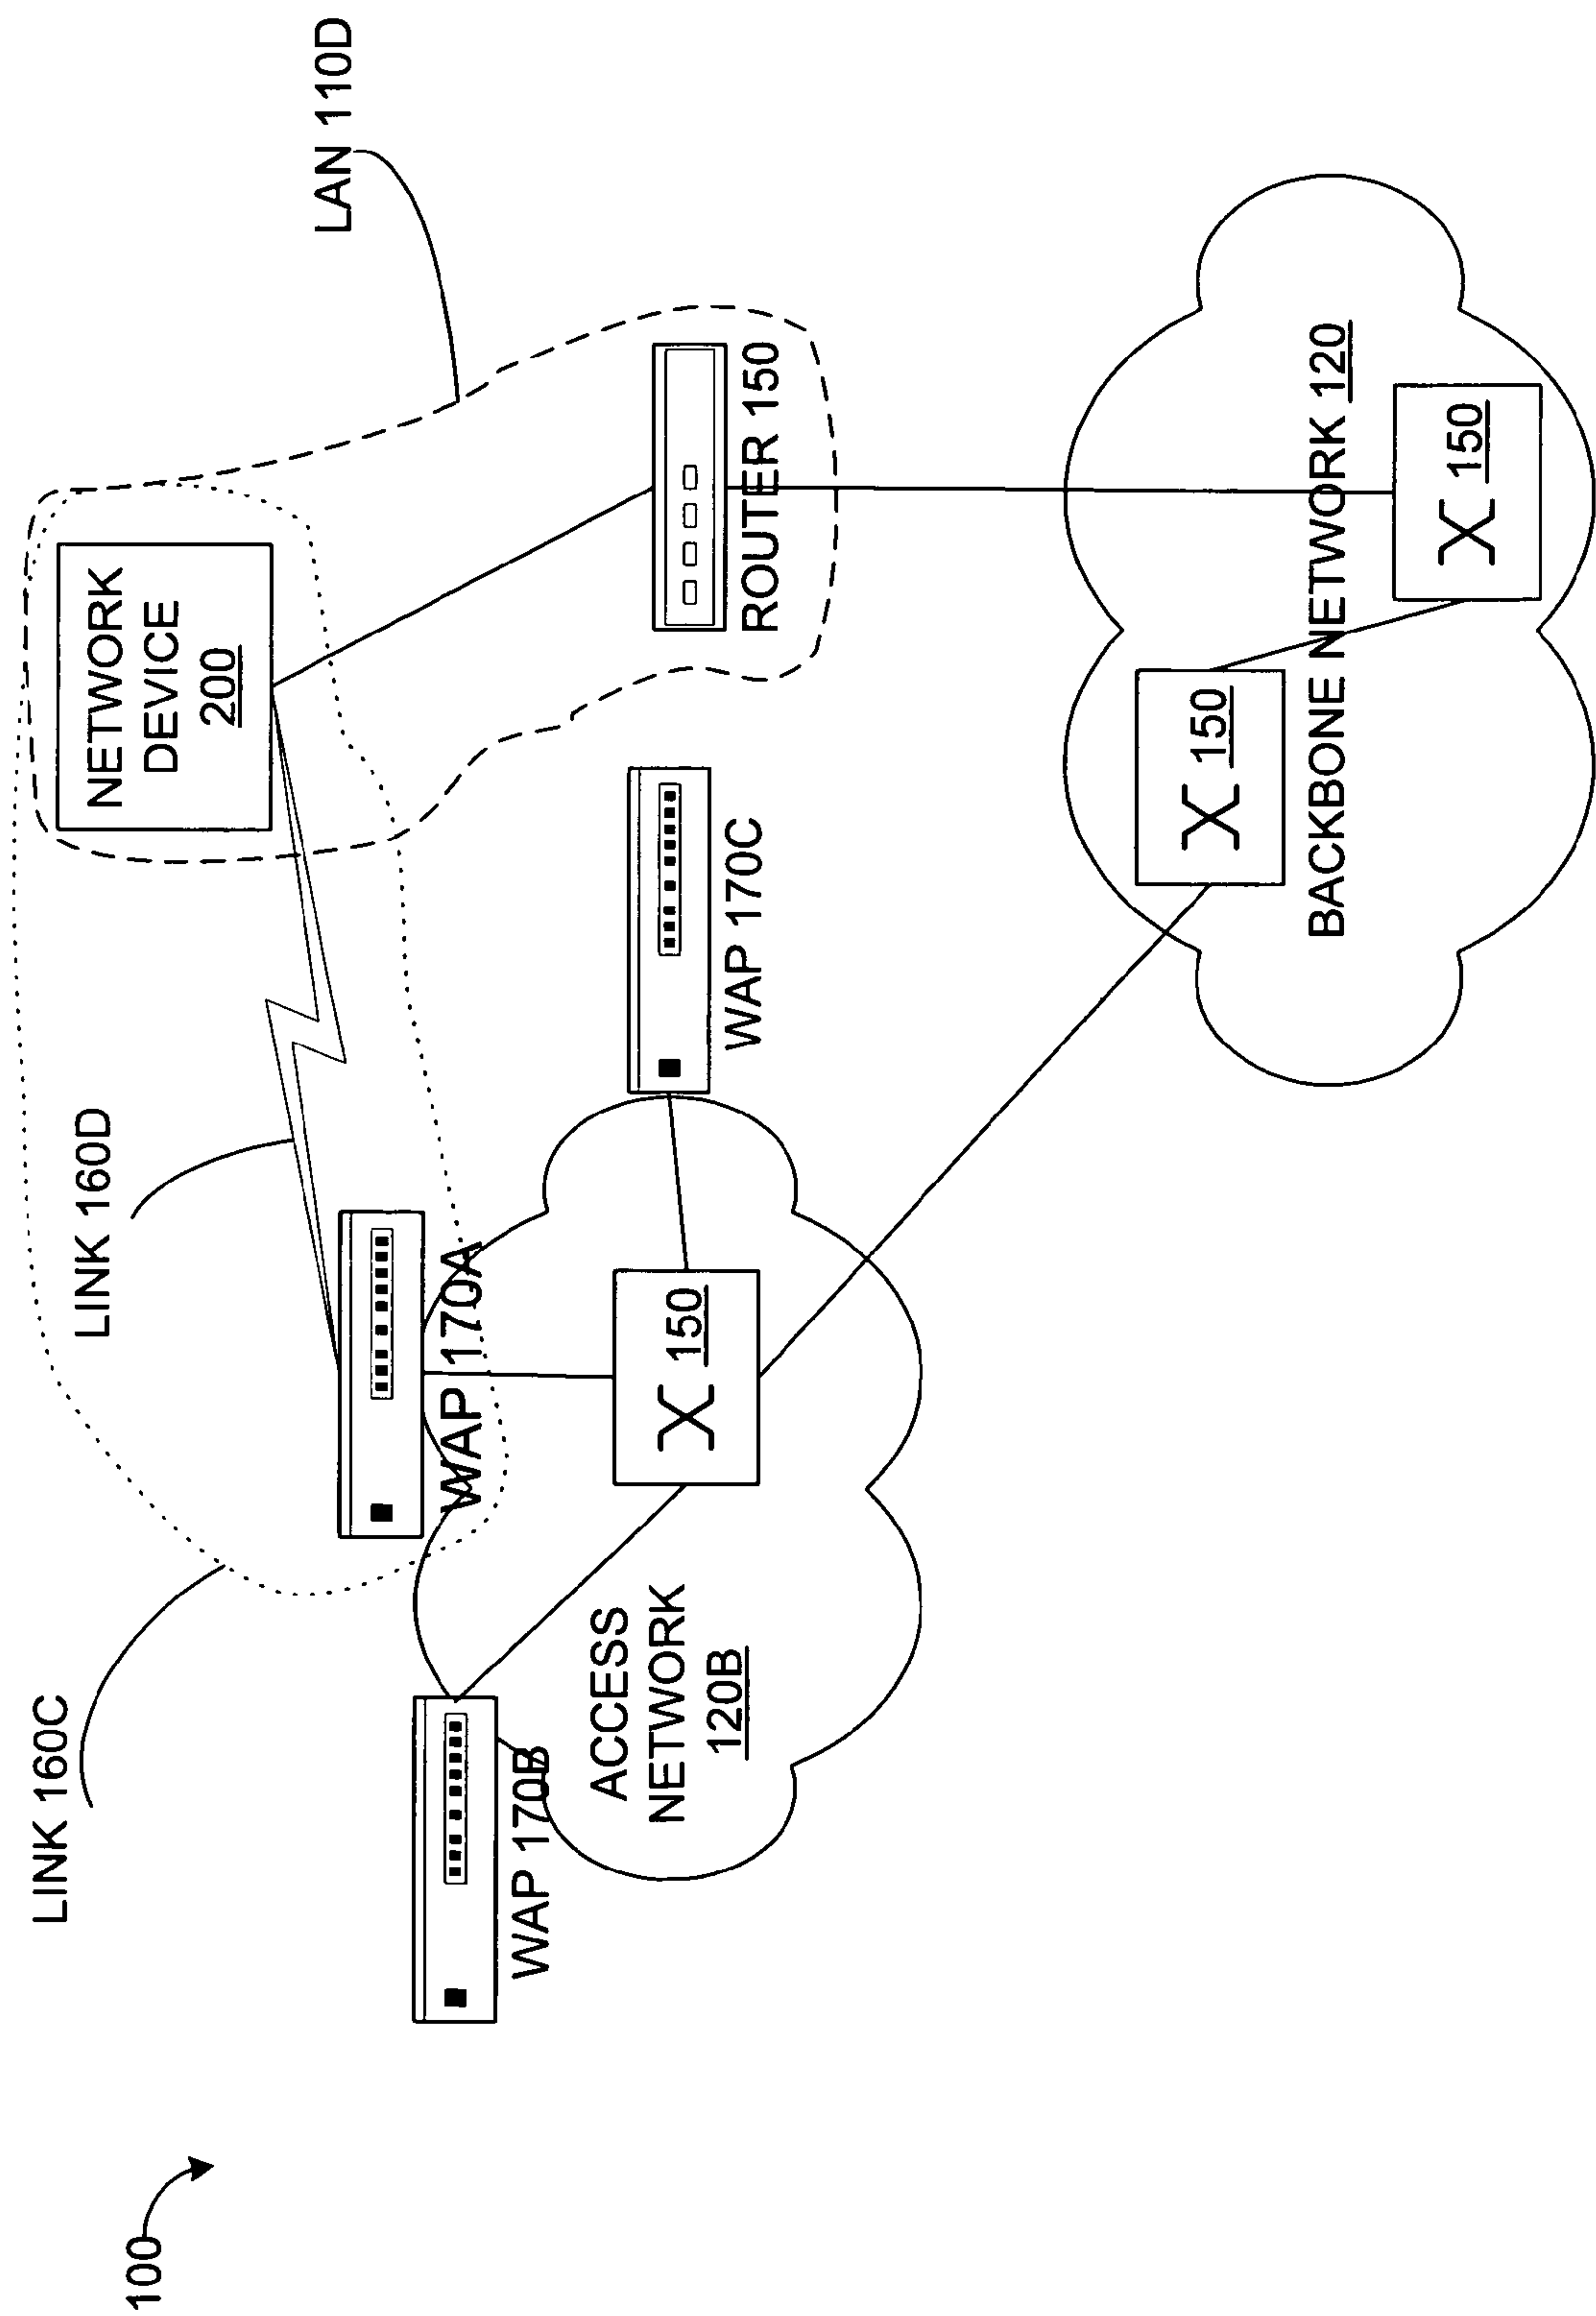 100
LINK 160C
LINK 160D
LAN 110D
NETWORK
DEVICE
200
WAP 170A
WAP 170B
WAP 170C
ROUTER 150
X 150
ACCESS
NETWORK
120B
X 150
X 150
BACKBONE NETWORK 120